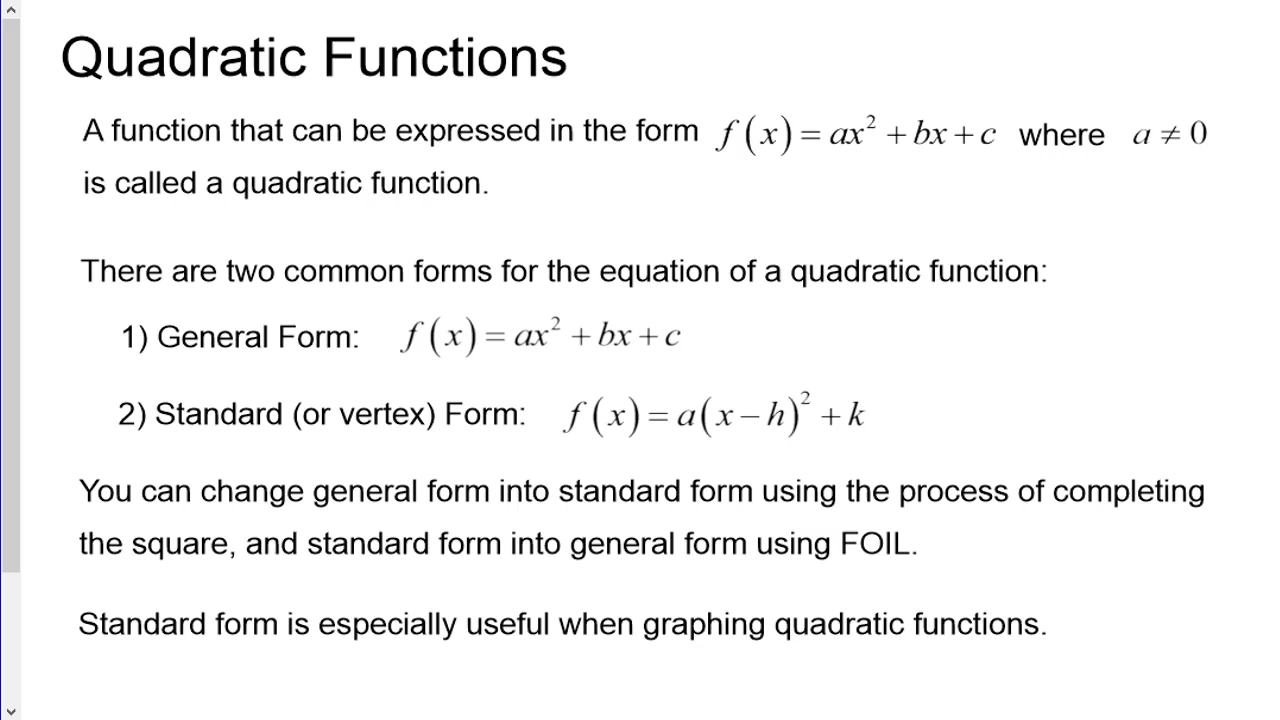 Quadratic Functions
A function that can be expressed in the form f(x) = ax² + bx + c where a ≠ 0
is called a quadratic function.
There are two common forms for the equation of a quadratic function:
1) General Form: f(x) = ax² + bx + c
2) Standard (or vertex) Form: f(x) = a(x − h)² + k
You can change general form into standard form using the process of completing
the square, and standard form into general form using FOIL.
Standard form is especially useful when graphing quadratic functions.